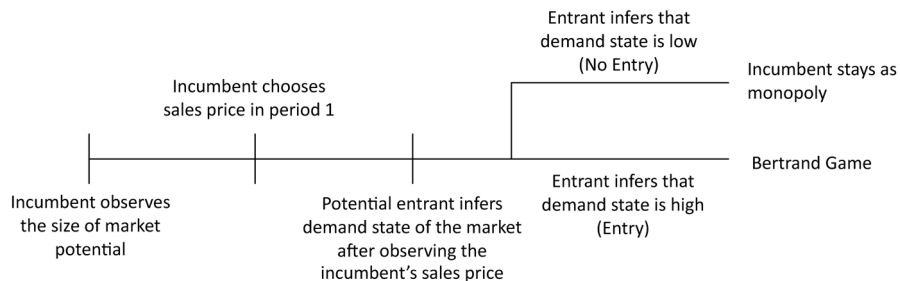 Entrant infers that
demand state is low
(No Entry)
Incumbent stays as
monopoly
Incumbent chooses
sales price in period 1
Bertrand Game
Incumbent observes
the size of market
potential
Potential entrant infers
demand state of the market
after observing the
incumbent's sales price
Entrant infers that
demand state is high
(Entry)